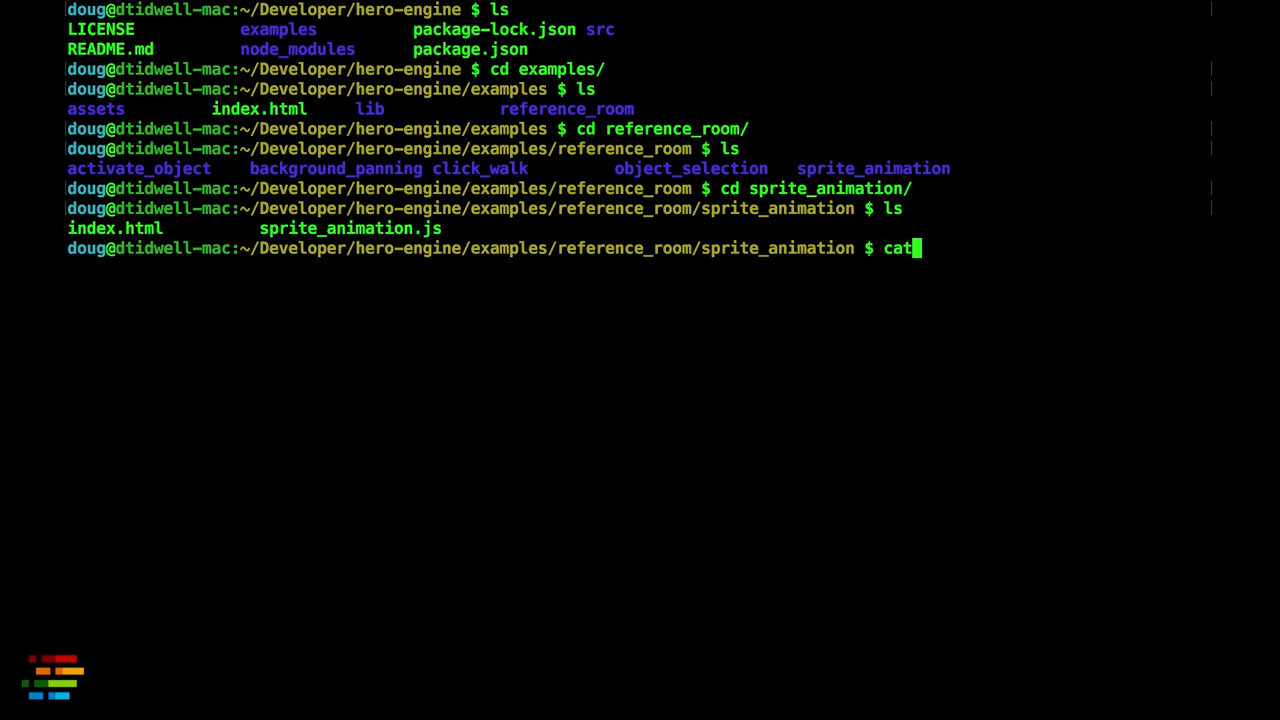 doug@dtidwell-mac:~/Developer/hero-engine $ ls
LICENSE examples package-lock.json src
README.md node_modules package.json
doug@dtidwell-mac:~/Developer/hero-engine $ cd examples/
doug@dtidwell-mac:~/Developer/hero-engine/examples $ ls
assets index.html lib reference_room
doug@dtidwell-mac:~/Developer/hero-engine/examples $ cd reference_room/
doug@dtidwell-mac:~/Developer/hero-engine/examples/reference_room $ ls
activate_object background_panning click_walk object_selection sprite_animation
doug@dtidwell-mac:~/Developer/hero-engine/examples/reference_room $ cd sprite_animation/
doug@dtidwell-mac:~/Developer/hero-engine/examples/reference_room/sprite_animation $ ls
index.html sprite_animation.js
doug@dtidwell-mac:~/Developer/hero-engine/examples/reference_room/sprite_animation $ cat